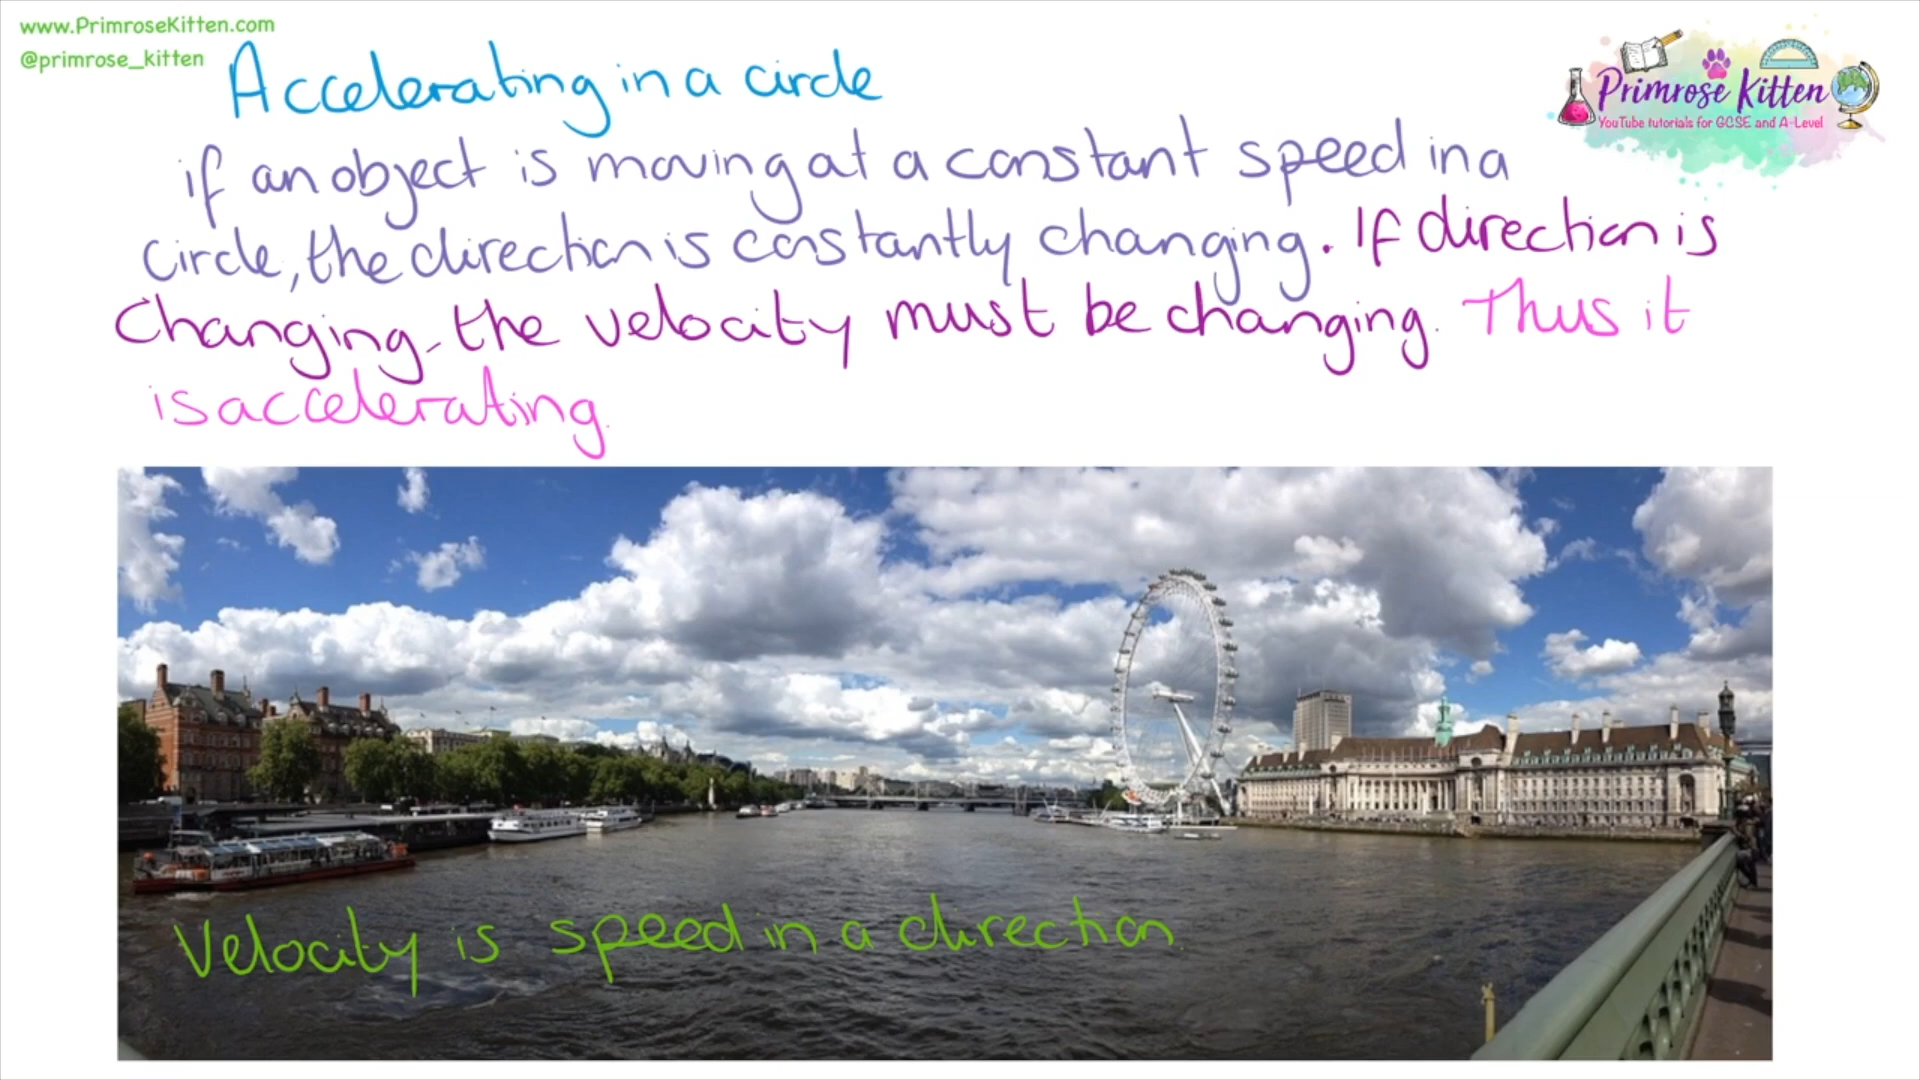 www.PrimroseKitten.com
@primrose_kitten
Accelerating in a circle
if an object is moving at a constant speed in a
circle, the direction is constantly changing. If direction is
Changing, the velocity must be changing. Thus it
is accelerating.
Primrose Kitten
YouTube tutorials for GCSE and A-Level
Velocity is speed in a direction.